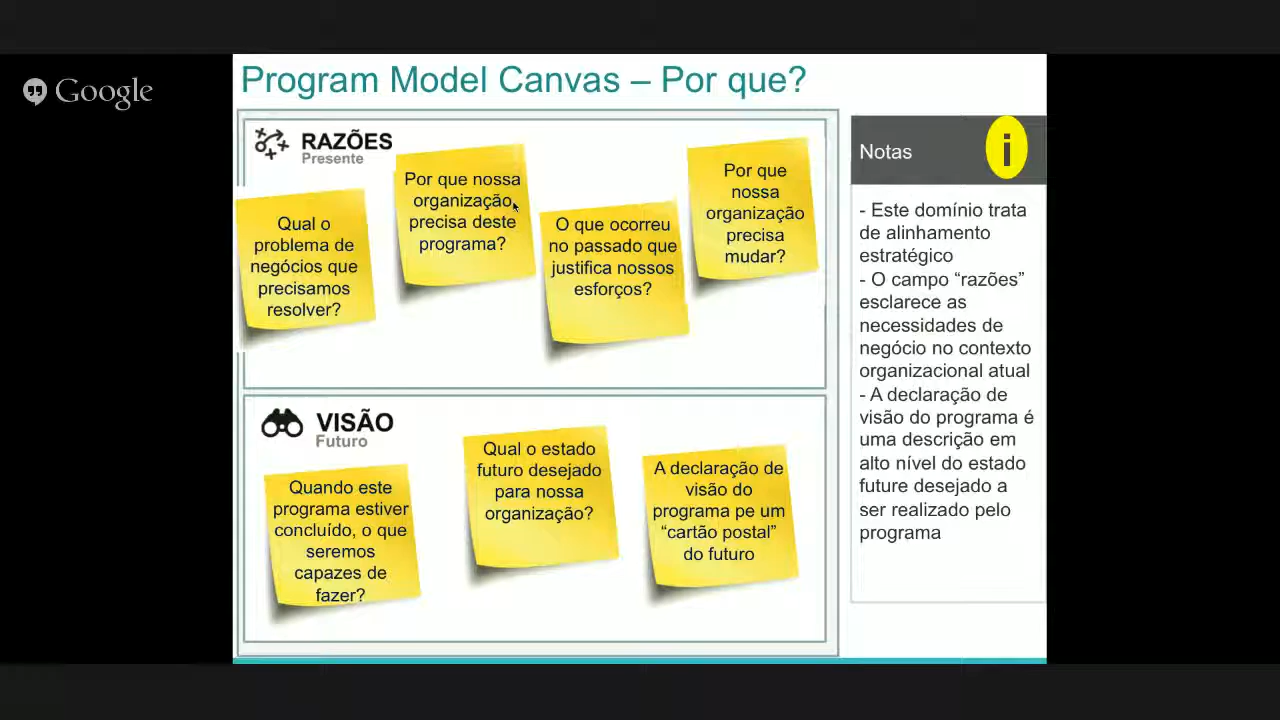 Google
Program Model Canvas – Por que?
RAZÕES
Presente
Qual o
problema de
negócios que
precisamos
resolver?
Por que nossa
organização
precisa deste
programa?
O que ocorreu
no passado que
justifica nossos
esforços?
Por que
nossa
organização
precisa
mudar?
VISÃO
Futuro
Quando este
programa estiver
concluído, o que
seremos
capazes de
fazer?
Qual o estado
futuro desejado
para nossa
organização?
A declaração de
visão do
programa pe um
“cartão postal”
do futuro
Notas
i
- Este domínio trata
de alinhamento
estratégico
- O campo “razões”
esclarece as
necessidades de
negócio no contexto
organizacional atual
- A declaração de
visão do programa é
uma descrição em
alto nível do estado
future desejado a
ser realizado pelo
programa